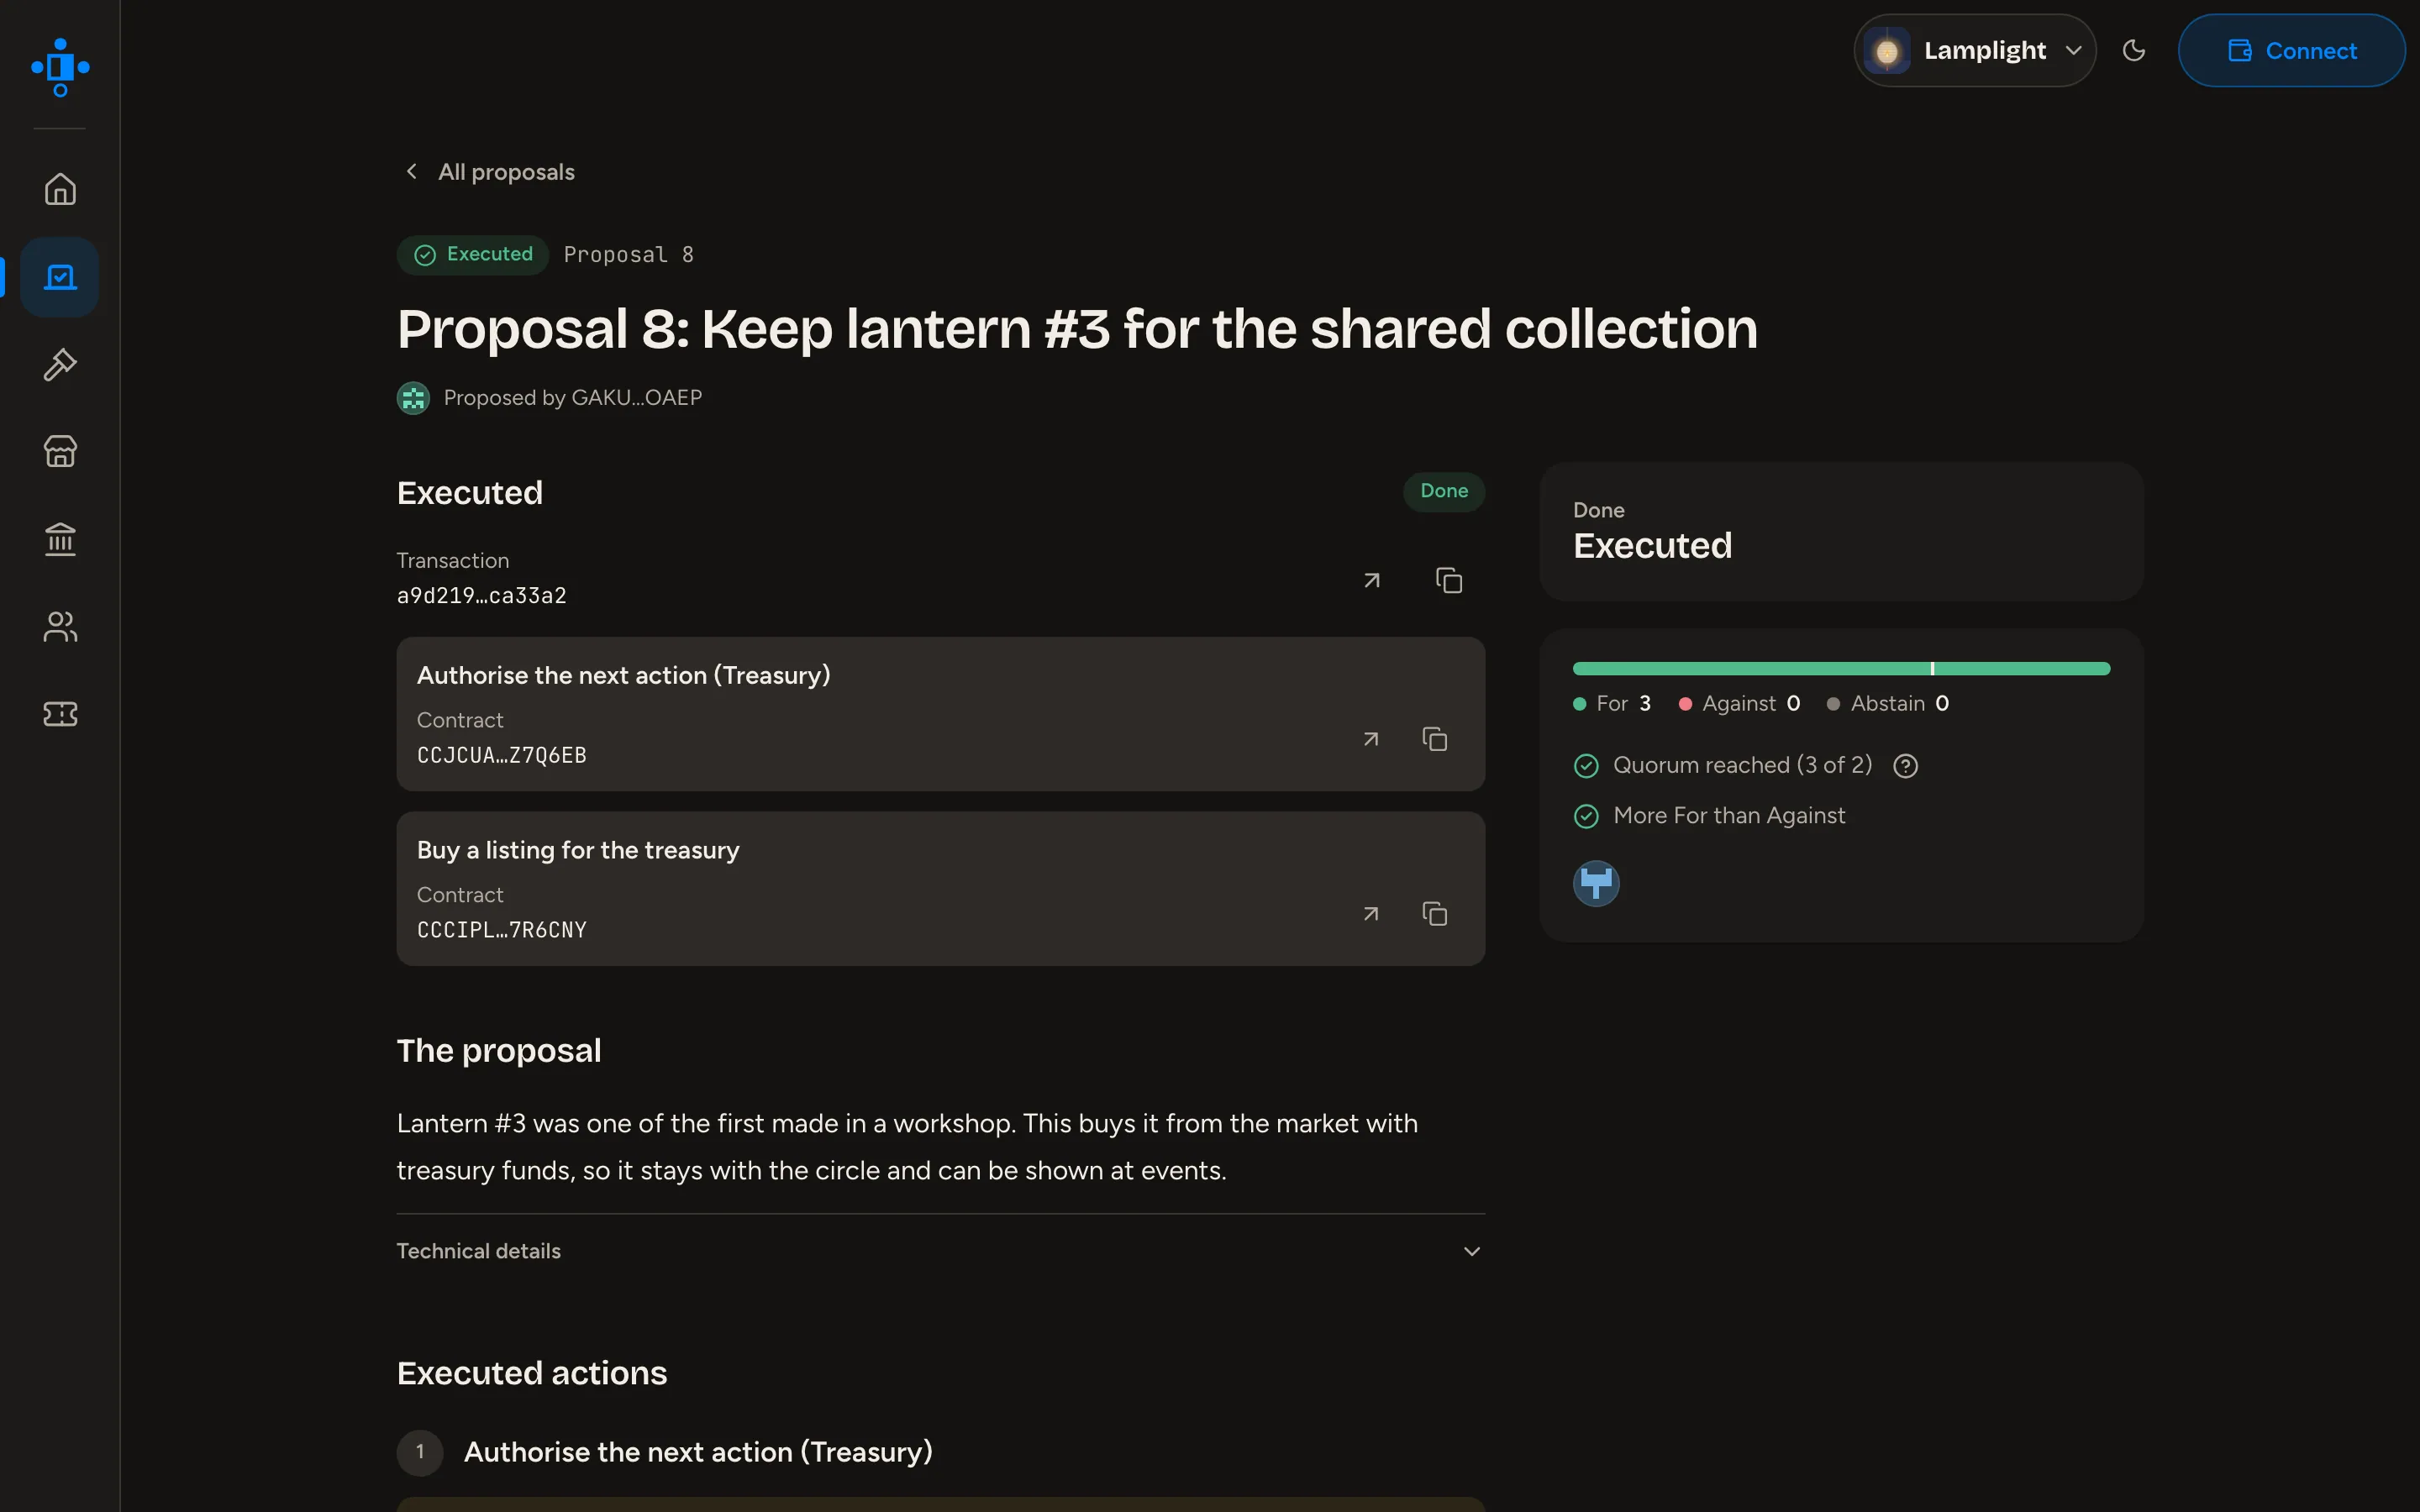 Lamplight
Connect
All proposals
Executed
Proposal 8
Proposal 8: Keep lantern #3 for the shared collection
Proposed by GAKU...OAEP
Executed
Done
Transaction
a9d219…ca33a2
Authorise the next action (Treasury)
Contract
CCJCUA…Z7Q6EB
Buy a listing for the treasury
Contract
CCCIPL…7R6CNY
The proposal
Lantern #3 was one of the first made in a workshop. This buys it from the market with
treasury funds, so it stays with the circle and can be shown at events.
Technical details
Executed actions
1 Authorise the next action (Treasury)
Done
Executed
For 3 Against 0 Abstain 0
Quorum reached (3 of 2)
More For than Against